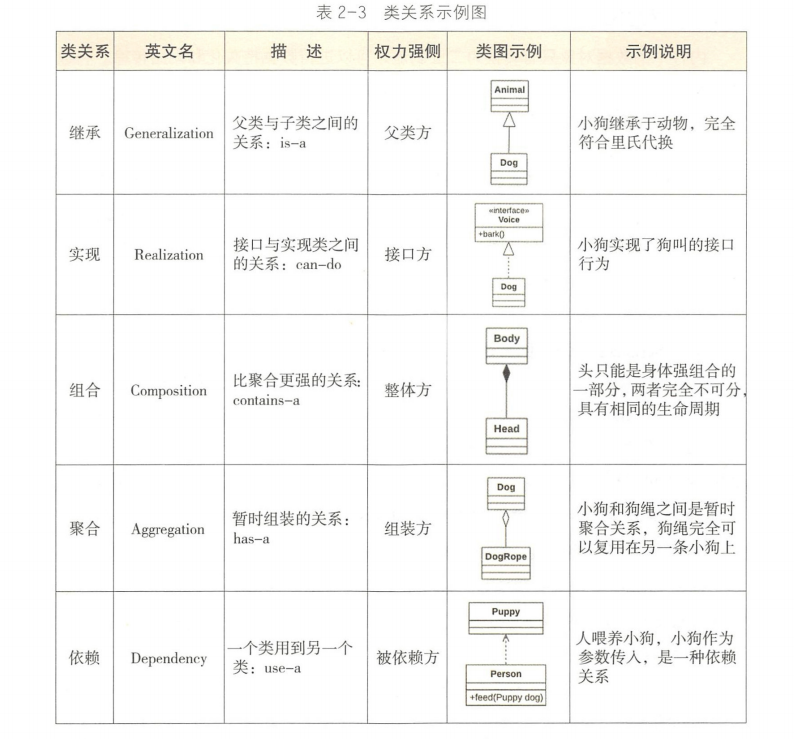 表 2-3 类关系示例图
类关系 英文名 描 述 权力强侧 类图示例 示例说明
继承 Generalization 父类与子类之间的
关系：is-a 父类方 Animal
Dog 小狗继承于动物，完全
符合里氏代换
实现 Realization 接口与实现类之间
的关系：can-do 接口方 «interface»
Voice
+bark()
Dog 小狗实现了狗叫的接口
行为
组合 Composition 比聚合更强的关系：
contains-a 整体方 Body
Head 头只能是身体强组合的
一部分，两者完全不可分，
具有相同的生命周期
聚合 Aggregation 暂时组装的关系：
has-a 组装方 Dog
DogRope 小狗和狗绳之间是暂时
聚合关系，狗绳完全可
以复用在另一条小狗上
依赖 Dependency 一个类用到另一个
类：use-a 被依赖方 Puppy
Person
+feed(Puppy dog) 人喂养小狗，小狗作为
参数传入，是一种依赖
关系